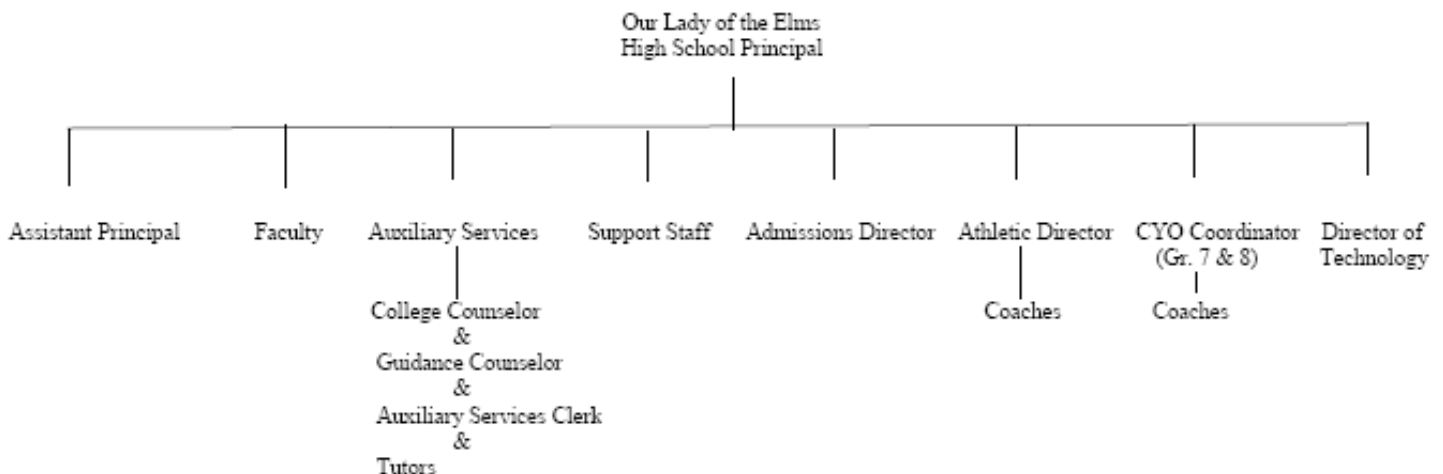 Our Lady of the Elms
High School Principal
Assistant Principal
Faculty
Auxiliary Services
Support Staff
Admissions Director
Athletic Director
CYO Coordinator
(Gr. 7 & 8)
Director of
Technology
College Counselor
&
Guidance Counselor
&
Auxiliary Services Clerk
&
Tutors
Coaches
Coaches